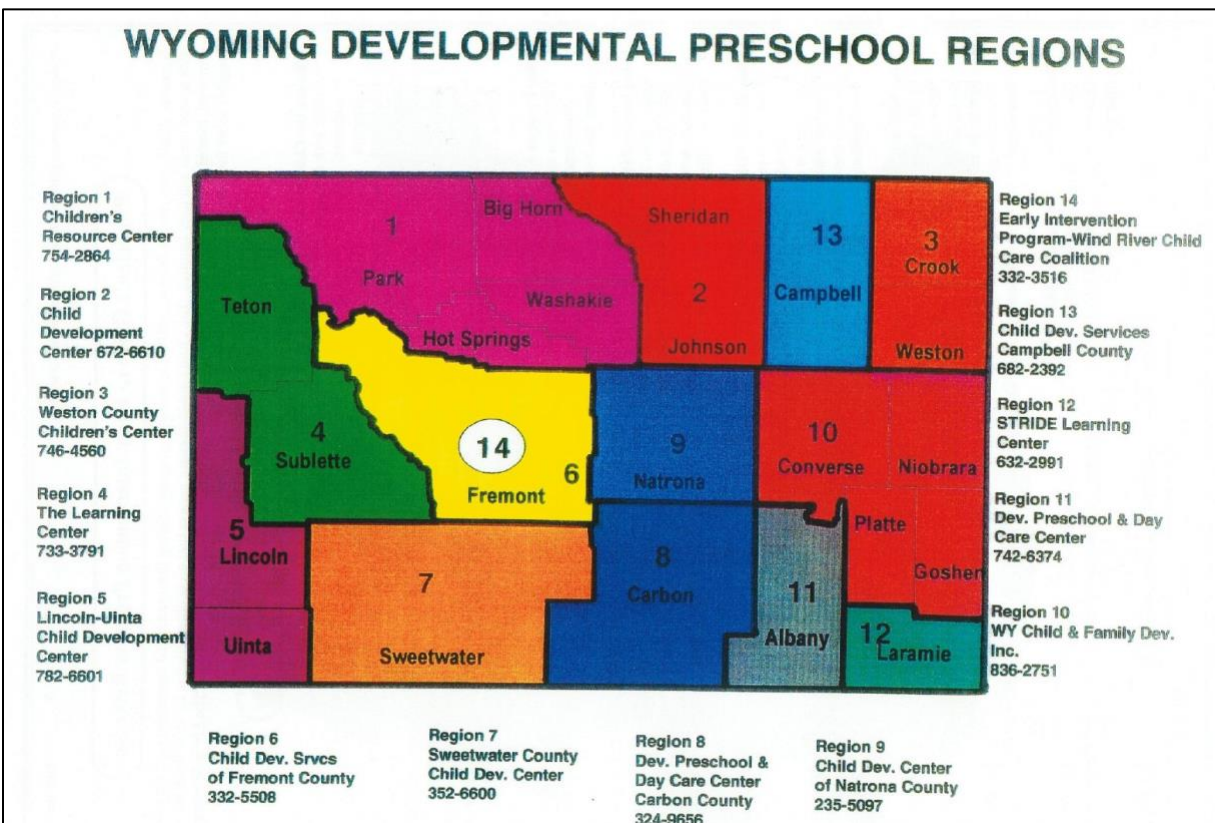 WYOMING DEVELOPMENTAL PRESCHOOL REGIONS
Region 1
Children's
Resource Center
754-2864
Region 2
Child
Development
Center 672-6610
Region 3
Weston County
Children's Center
746-4560
Region 4
The Learning
Center
733-3791
Region 5
Lincoln-Uinta
Child Development
Center
782-6601
1
Park
Big Horn
Washakie
Hot Springs
Sheridan
2
Johnson
13
Campbell
3
Crook
Weston
Teton
4
Sublette
14
6
Fremont
9
Natrona
10
Converse
Niobrara
Platte
Goshen
5
Lincoln
Uinta
7
Sweetwater
8
Carbon
11
Albany
12
Laramie
Region 14
Early Intervention
Program-Wind River Child
Care Coalition
332-3516
Region 13
Child Dev. Services
Campbell County
682-2392
Region 12
STRIDE Learning
Center
632-2991
Region 11
Dev. Preschool & Day
Care Center
742-6374
Region 10
WY Child & Family Dev.
Inc.
836-2751
Region 6
Child Dev. Srvcs
of Fremont County
332-5508
Region 7
Sweetwater County
Child Dev. Center
352-6600
Region 8
Dev. Preschool &
Day Care Center
Carbon County
324-9656
Region 9
Child Dev. Center
of Natrona County
235-5097